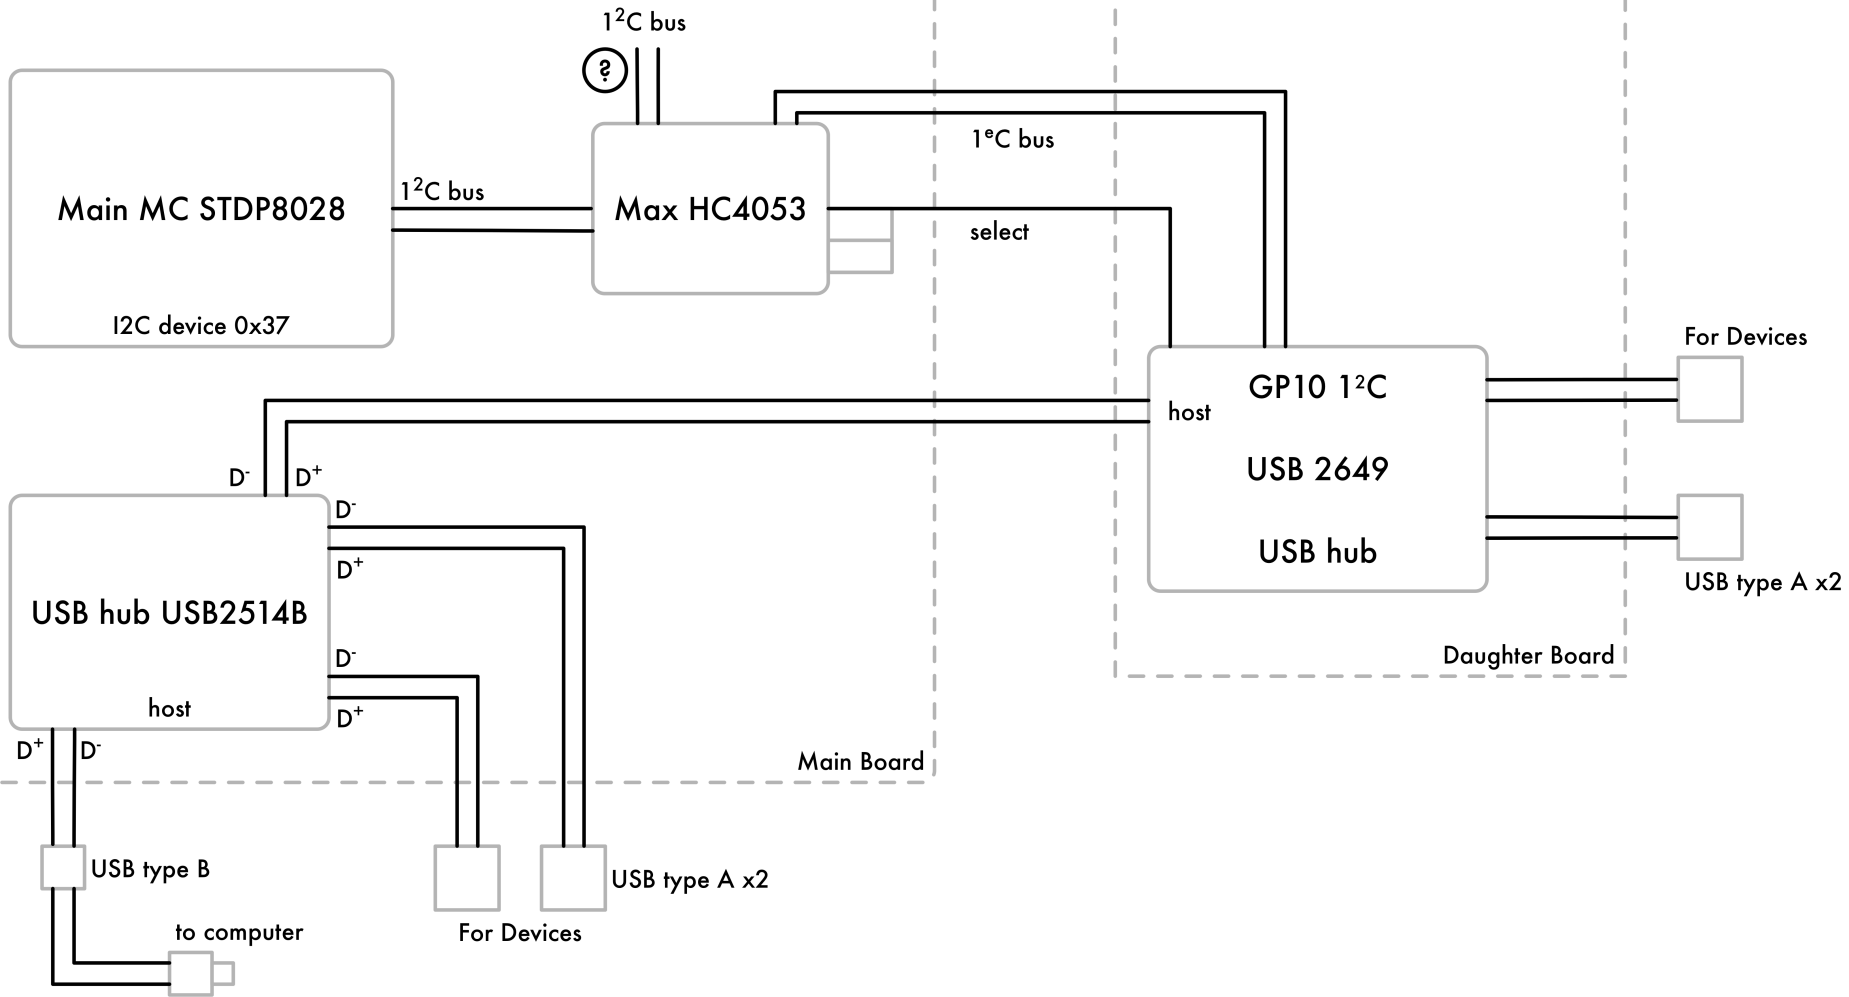 1²C bus
?
1ᵉC bus
Main MC STDP8028
1²C bus
Max HC4053
select
I2C device 0x37
For Devices
GP10 1²C
host
USB 2649
USB hub
USB type A x2
Daughter Board
D⁻
D⁺
D⁻
D⁺
USB hub USB2514B
D⁻
D⁺
host
D⁺
D⁻
Main Board
USB type B
USB type A x2
For Devices
to computer